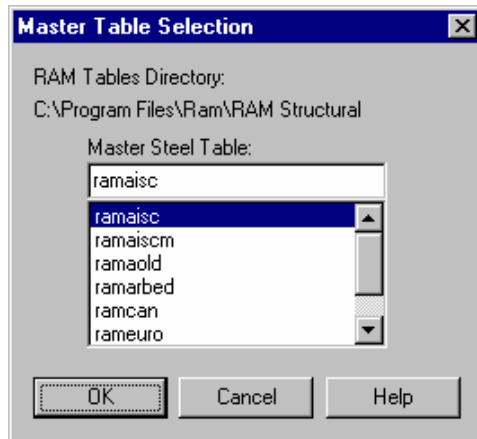 Master Table Selection
RAM Tables Directory:
C:\Program Files\Ram\RAM Structural
Master Steel Table:
ramaisc
ramaisc
ramaiscm
ramaold
ramarbed
ramcan
rameuro
OK Cancel Help